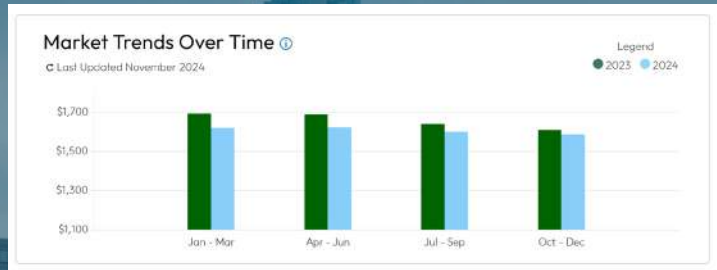 Market Trends Over Time
Last Updated November 2024
Legend
2023 2024
$1,700
$1,500
$1,300
$1,100
Jan - Mar Apr - Jun Jul - Sep Oct - Dec